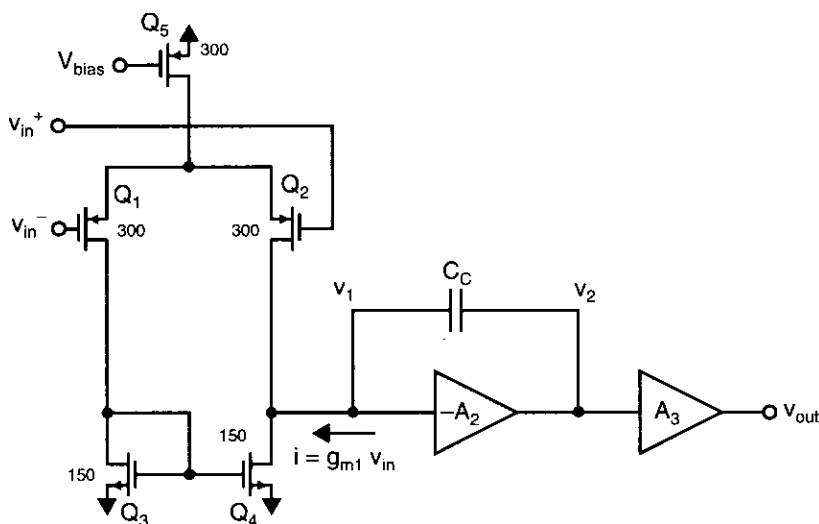 Q5
300
Vbias
vin+
Q1
Q2
vin−
300
300
CC
v1
v2
−A2
A3
vout
150
i = gm1 vin
150
Q3
Q4